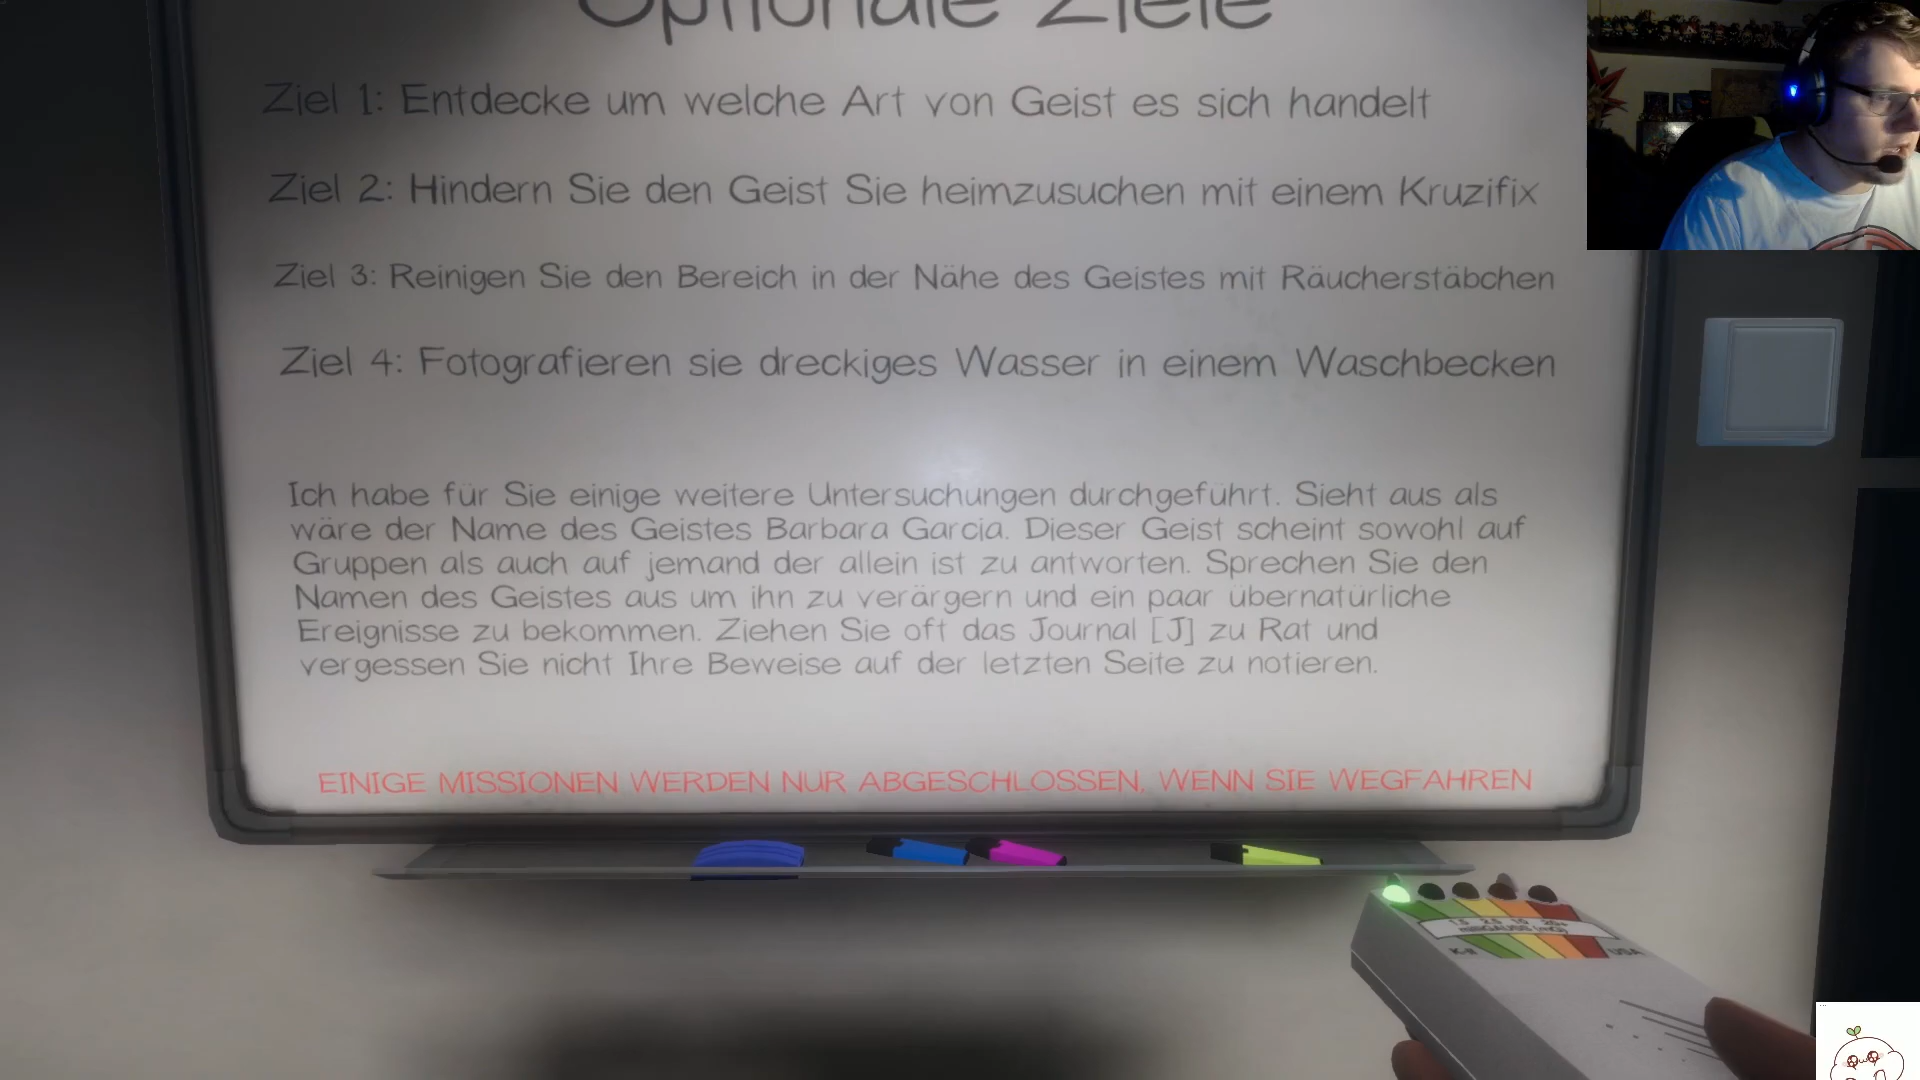 Optionale Ziele
Ziel 1: Entdecke um welche Art von Geist es sich handelt
Ziel 2: Hindern Sie den Geist Sie heimzusuchen mit einem Kruzifix
Ziel 3: Reinigen Sie den Bereich in der Nähe des Geistes mit Räucherstäbchen
Ziel 4: Fotografieren sie dreckiges Wasser in einem Waschbecken
Ich habe für Sie einige weitere Untersuchungen durchgeführt. Sieht aus als
wäre der Name des Geistes Barbara Garcia. Dieser Geist scheint sowohl auf
Gruppen als auch auf jemand der allein ist zu antworten. Sprechen Sie den
Namen des Geistes aus um ihn zu verärgern und ein paar übernatürliche
Ereignisse zu bekommen. Ziehen Sie oft das Journal [J] zu Rat und
vergessen Sie nicht Ihre Beweise auf der letzten Seite zu notieren.
EINIGE MISSIONEN WERDEN NUR ABGESCHLOSSEN, WENN SIE WEGFAHREN
milliGAUSS (mG)
K-II USA